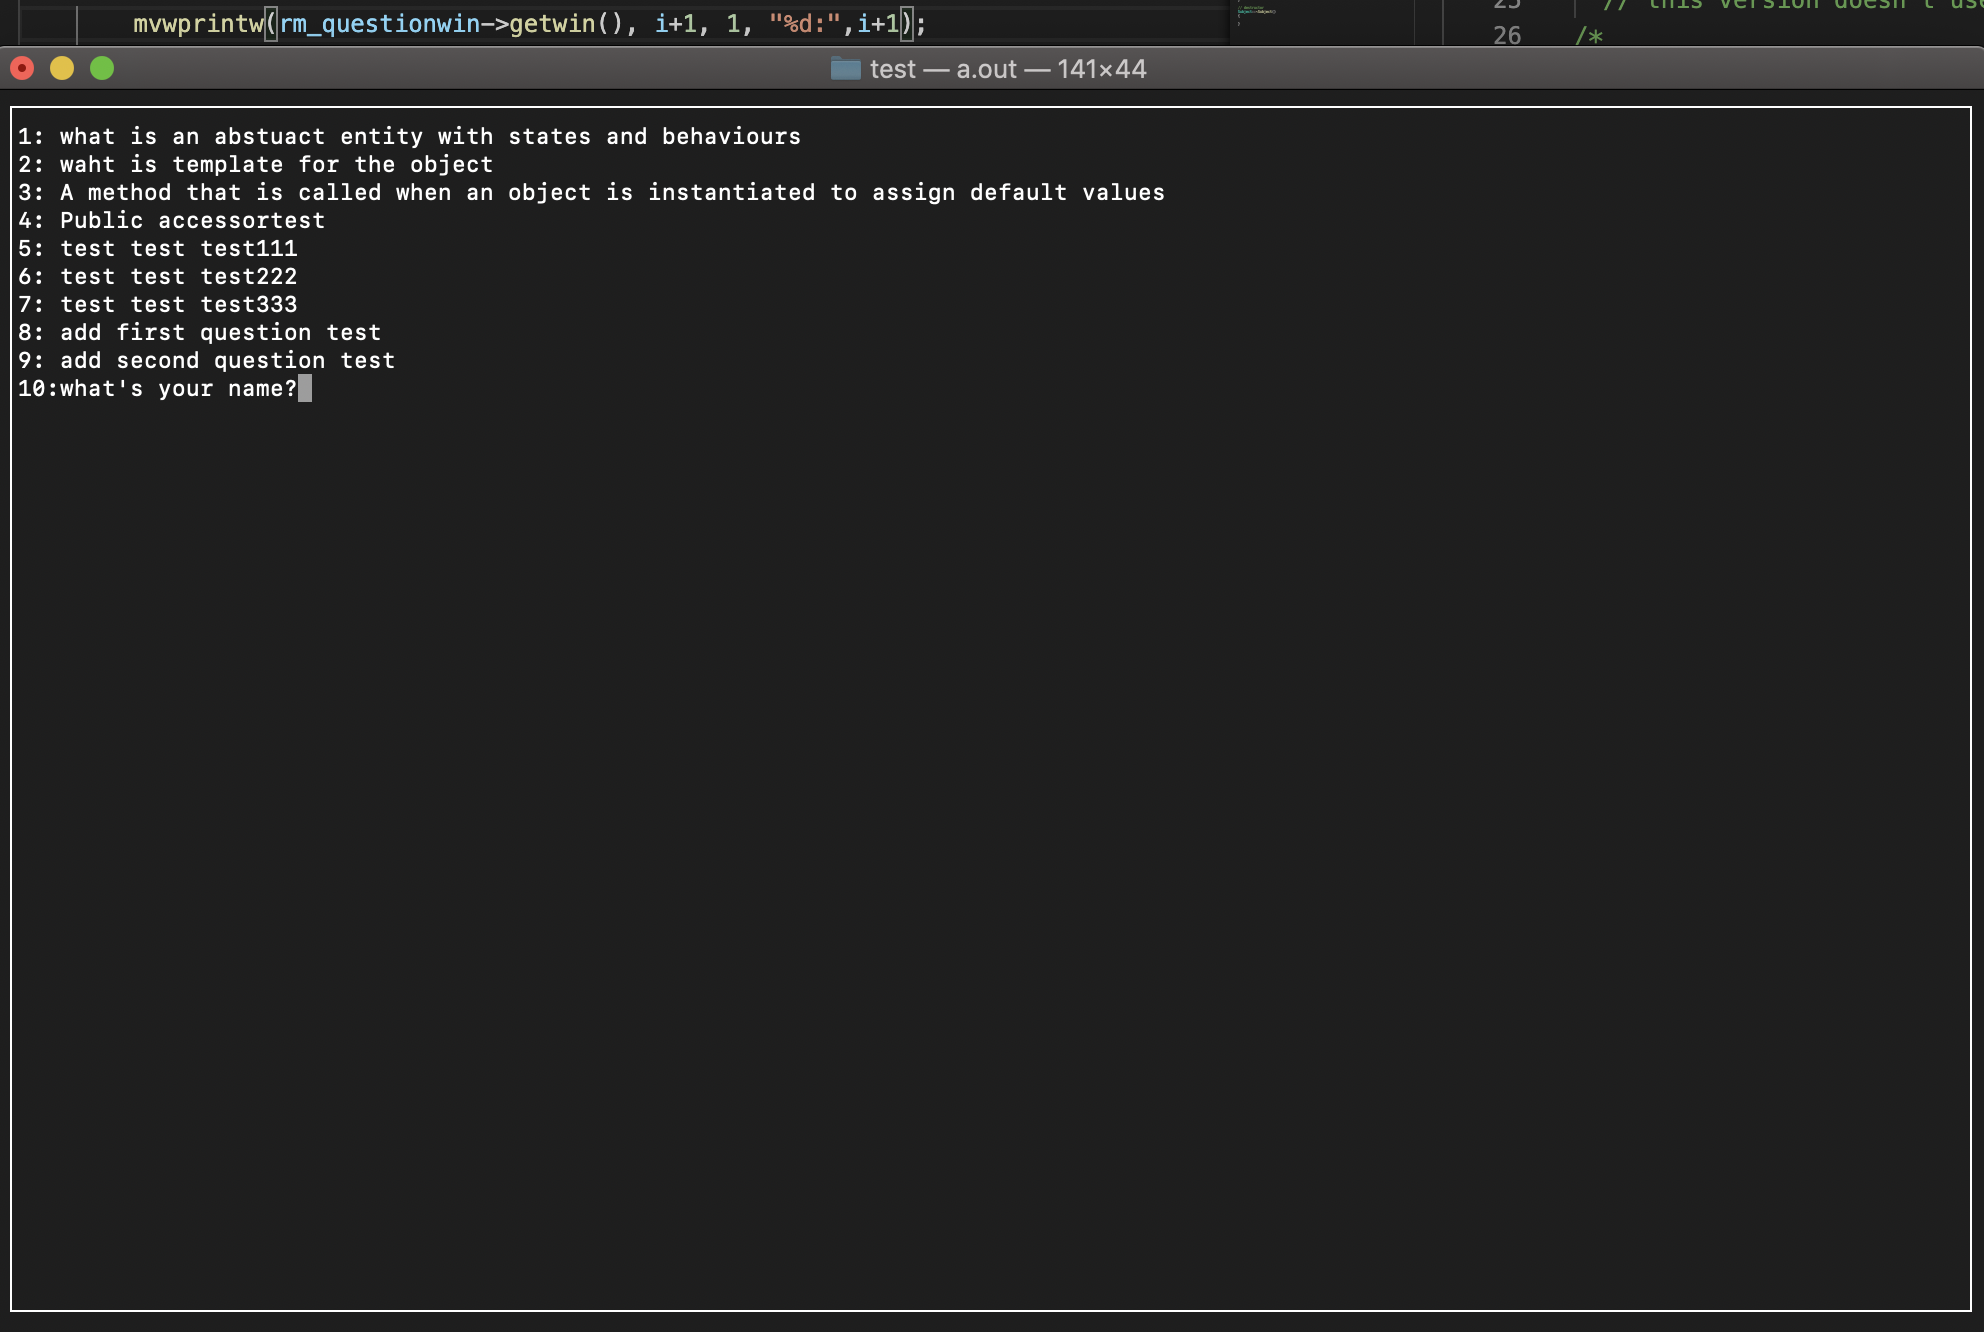 mvwprintw(rm_questionwin->getwin(), i+1, 1, "%d:",i+1);
25 // this version doesn't use
26 /*
test — a.out — 141×44
1: what is an abstuact entity with states and behaviours
2: waht is template for the object
3: A method that is called when an object is instantiated to assign default values
4: Public accessortest
5: test test test111
6: test test test222
7: test test test333
8: add first question test
9: add second question test
10:what's your name?